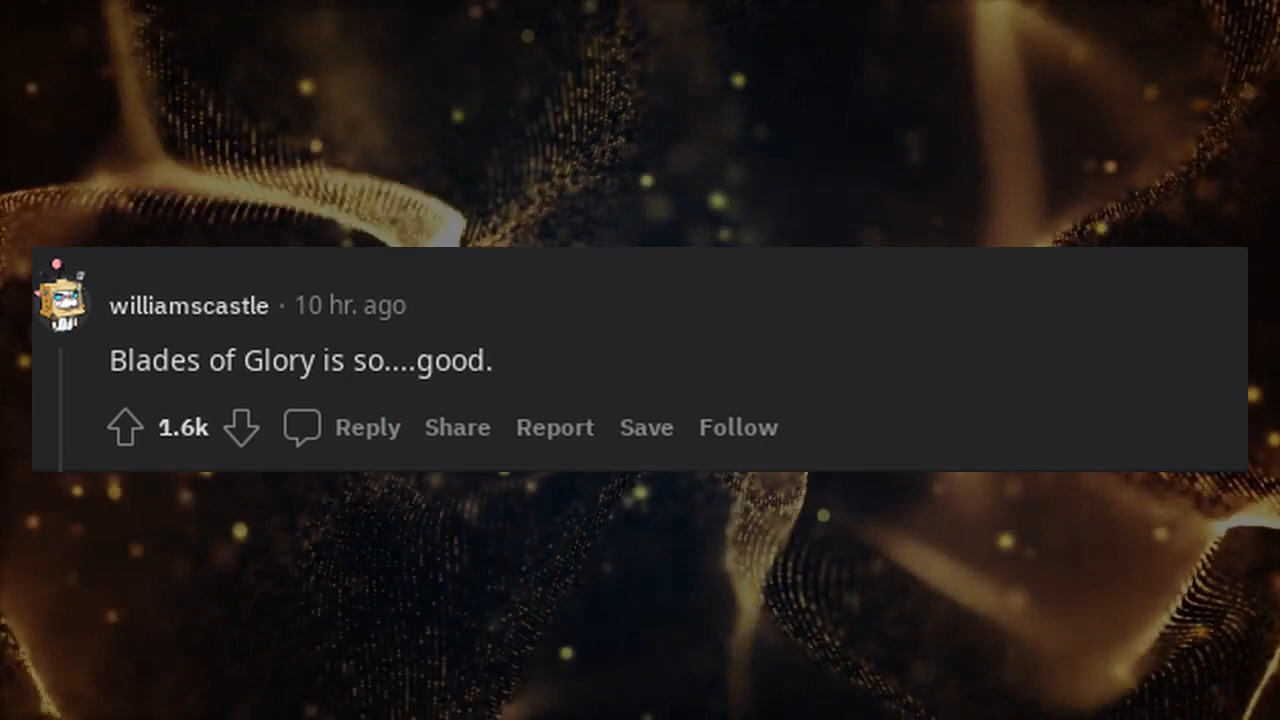 williamscastle · 10 hr. ago
Blades of Glory is so....good.
1.6k Reply Share Report Save Follow